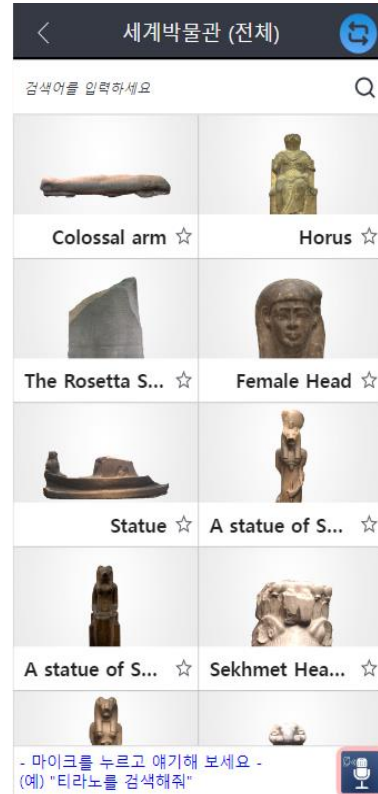 세계박물관 (전체)
검색어를 입력하세요
Colossal arm
Horus
The Rosetta S...
Female Head
Statue
A statue of S...
A statue of S...
Sekhmet Hea...
- 마이크를 누르고 얘기해 보세요 -
(예) "티라노를 검색해줘"